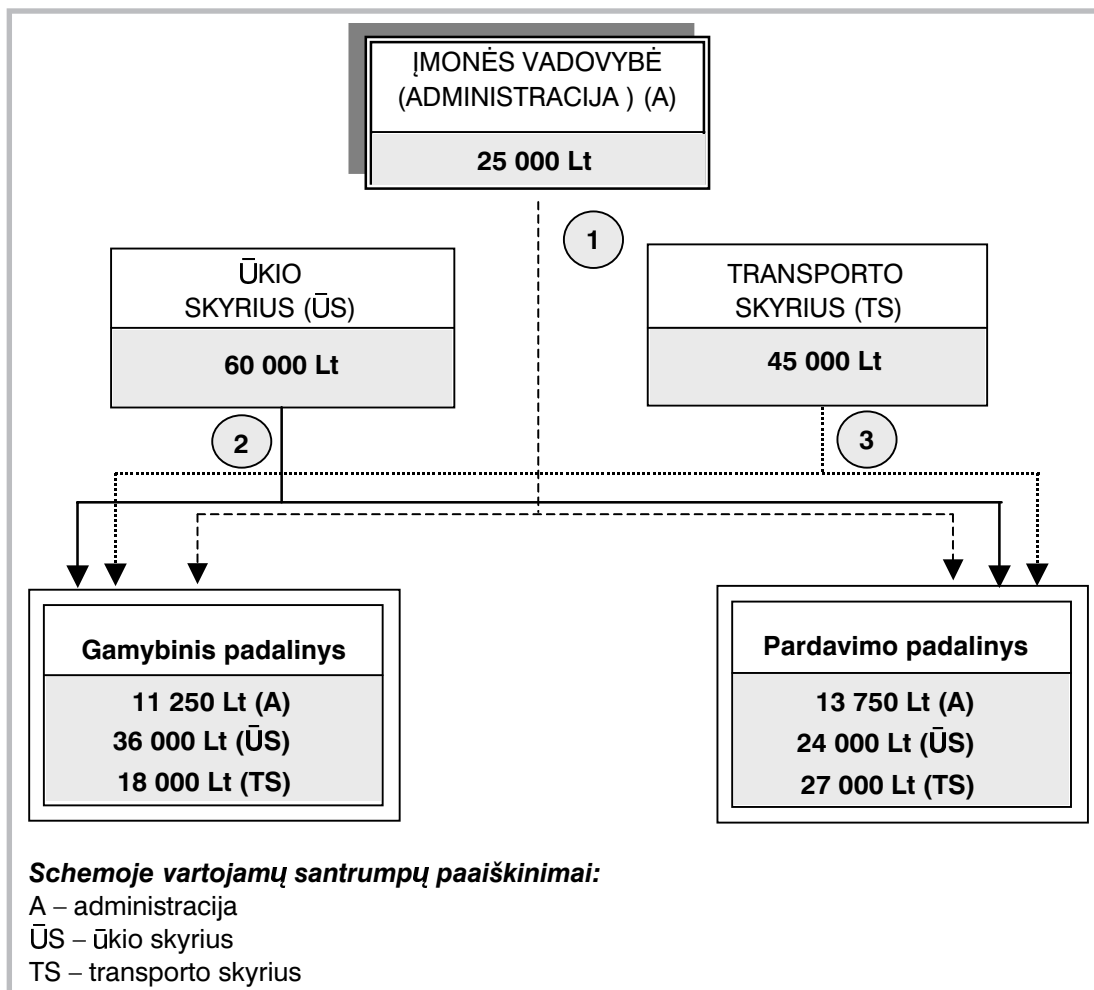 ĮMONĖS VADOVYBĖ
(ADMINISTRACIJA ) (A)
25 000 Lt
1
ŪKIO
SKYRIUS (ŪS)
60 000 Lt
TRANSPORTO
SKYRIUS (TS)
45 000 Lt
2
3
Gamybinis padalinys
11 250 Lt (A)
36 000 Lt (ŪS)
18 000 Lt (TS)
Pardavimo padalinys
13 750 Lt (A)
24 000 Lt (ŪS)
27 000 Lt (TS)
Schemoje vartojamų santrumpų paaiškinimai:
A – administracija
ŪS – ūkio skyrius
TS – transporto skyrius